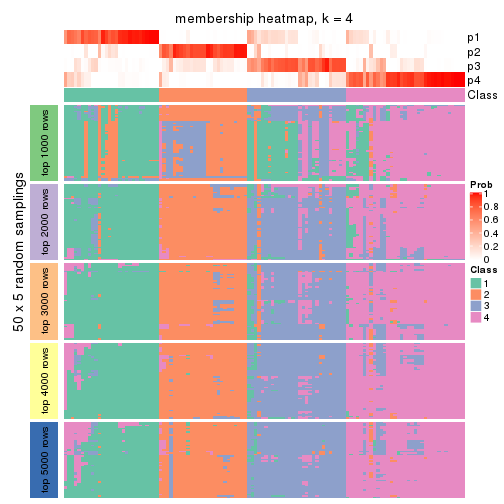 membership heatmap, k = 4
p1
p2
p3
p4
Class
50 x 5 random samplings
top 1000 rows
top 2000 rows
top 3000 rows
top 4000 rows
top 5000 rows
Prob
1
0.8
0.6
0.4
0.2
0
Class
1
2
3
4